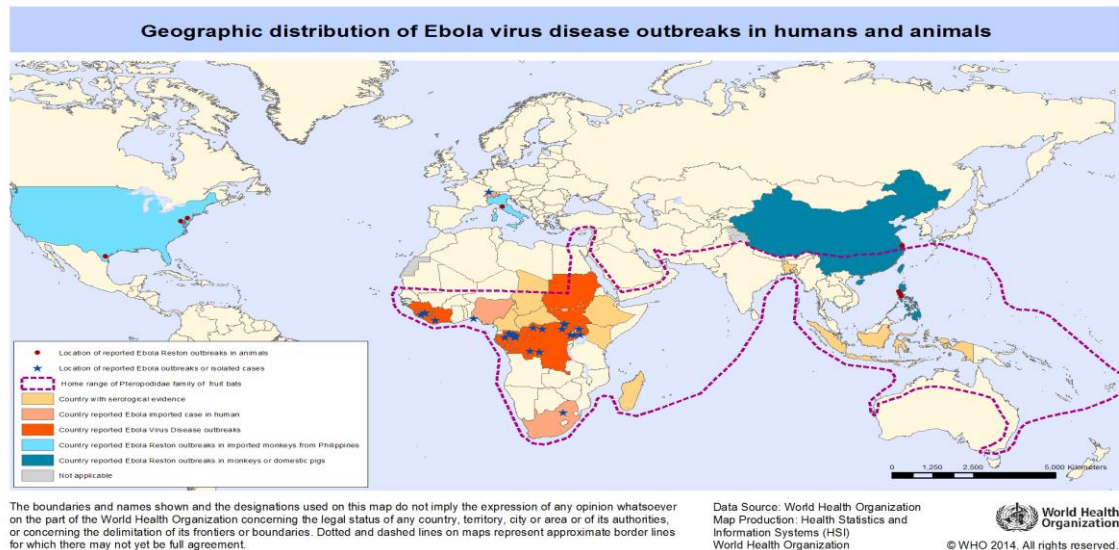 Geographic distribution of Ebola virus disease outbreaks in humans and animals
Location of reported Ebola Reston outbreaks in animals
Location of reported Ebola outbreaks or isolated cases
Home range of Pteropodidae family of fruit bats
Country with serological evidence
Country reported Ebola imported case in human
Country reported Ebola Virus Disease outbreaks
Country reported Ebola Reston outbreaks in imported monkeys from Philippines
Country reported Ebola Reston outbreaks in monkeys or domestic pigs
Not applicable
0 1,250 2,500 5,000 Kilometers
The boundaries and names shown and the designations used on this map do not imply the expression of any opinion whatsoever
on the part of the World Health Organization concerning the legal status of any country, territory, city or area or of its authorities,
or concerning the delimitation of its frontiers or boundaries. Dotted and dashed lines on maps represent approximate border lines
for which there may not yet be full agreement.
Data Source: World Health Organization
Map Production: Health Statistics and
Information Systems (HSI)
World Health Organization
World Health
Organization
© WHO 2014. All rights reserved.